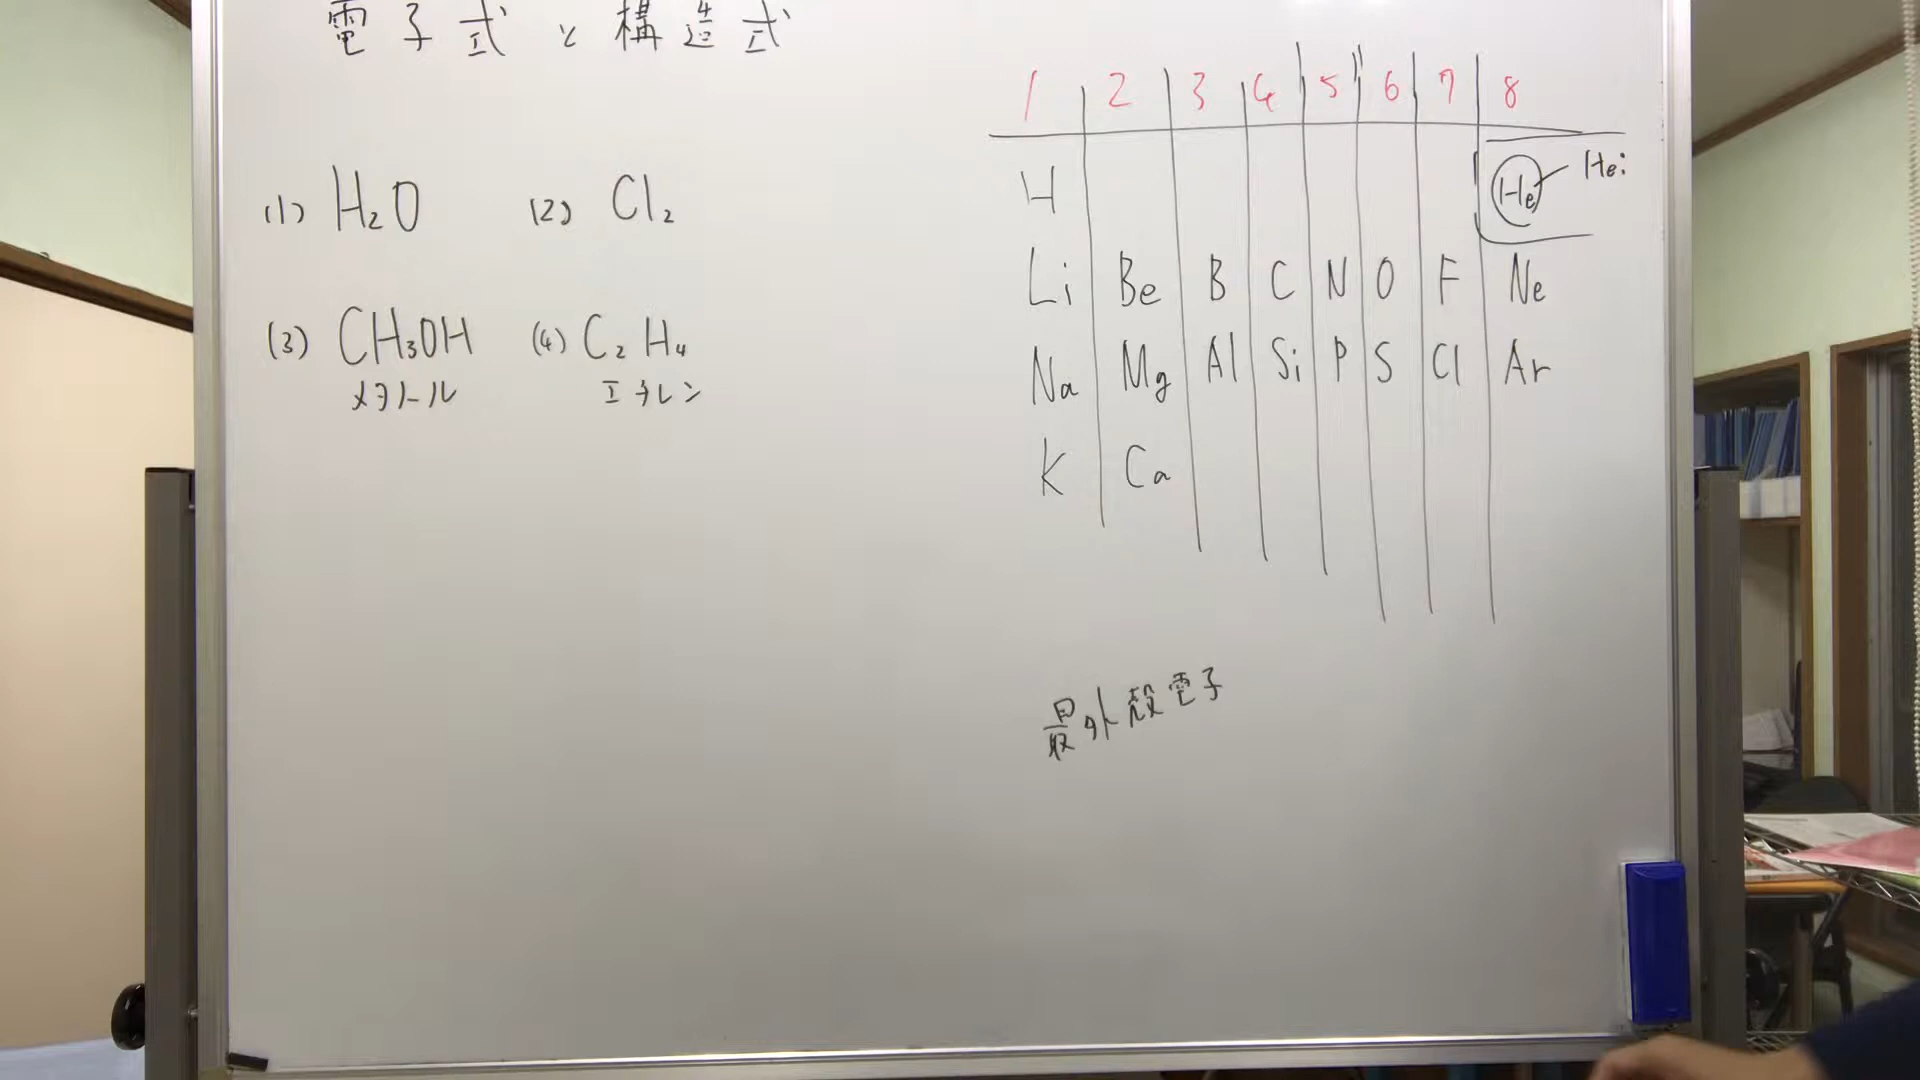 電子式と構造式
(1) H₂O (2) Cl₂
(3) CH₃OH (4) C₂H₄
メタノール エチレン
1 2 3 4 5 6 7 8
H He He:
Li Be B C N O F Ne
Na Mg Al Si P S Cl Ar
K Ca
最外殻電子